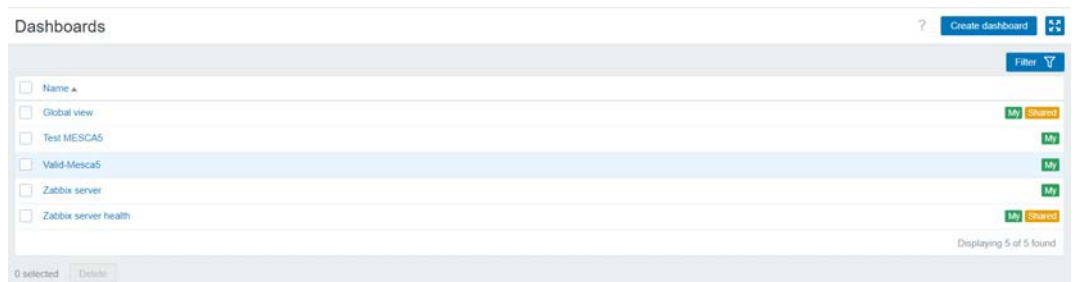 Dashboards ? Create dashboard
Filter
Name
Global view My Shared
Test MESCA5 My
Valid-Mesca5 My
Zabbix server My
Zabbix server health My Shared
Displaying 5 of 5 found
0 selected Delete